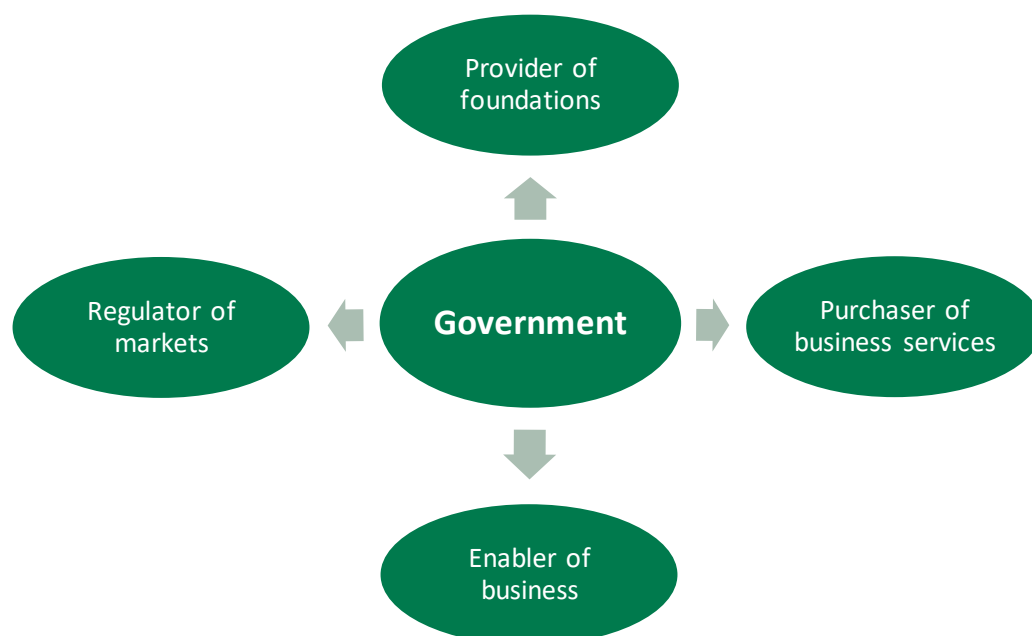 Provider of
foundations
Regulator of
markets
Government
Purchaser of
business services
Enabler of
business